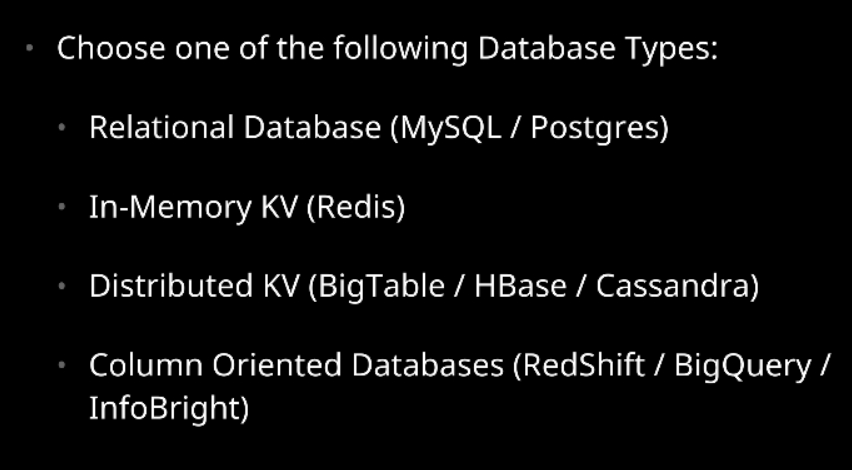 • Choose one of the following Database Types:
• Relational Database (MySQL / Postgres)
• In-Memory KV (Redis)
• Distributed KV (BigTable / HBase / Cassandra)
• Column Oriented Databases (RedShift / BigQuery /
InfoBright)